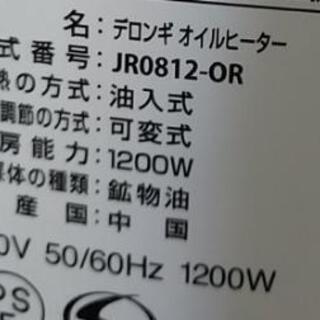 名：デロンギ オイルヒーター
式番号：JR0812-OR
熱の方式：油入式
調節の方式：可変式
房能力：1200W
媒体の種類：鉱物油
産国：中国
0V 50/60Hz 1200W
PS